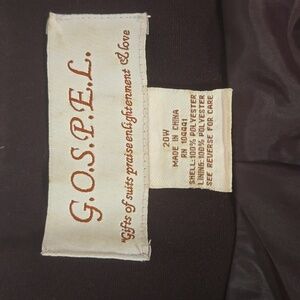 G.O.S.P.E.L.
"Gifts of suits praise enlightenment & love
20W
MADE IN CHINA
RN 104441
SHELL:100% POLYESTER
LINING:100% POLYESTER
SEE REVERSE FOR CARE